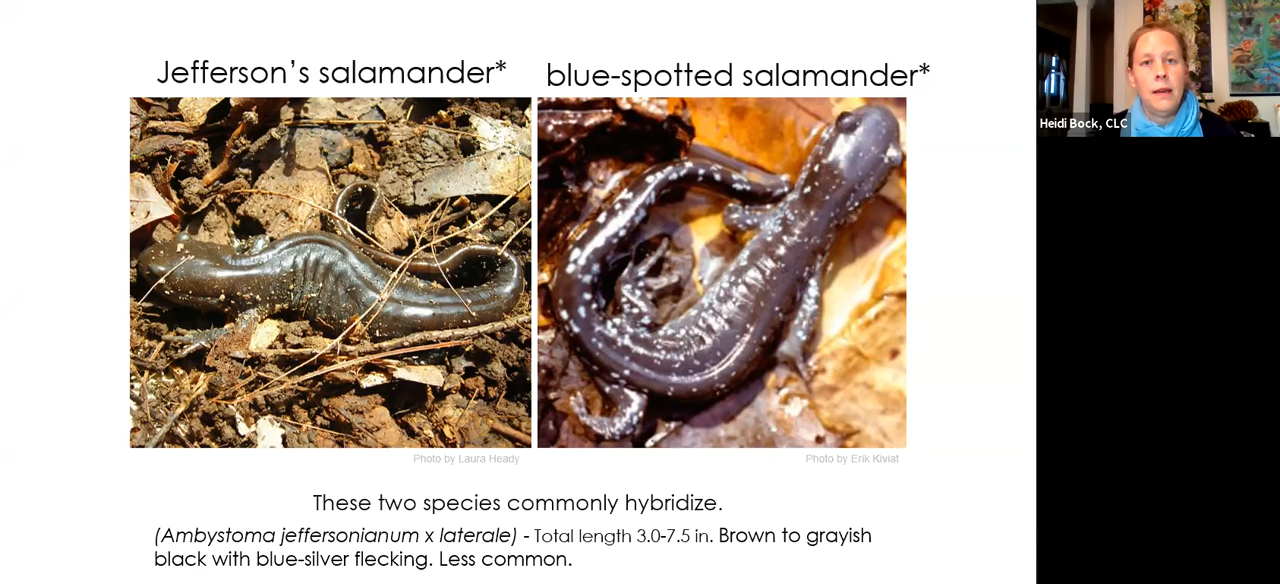 Jefferson’s salamander*
blue-spotted salamander*
Heidi Bock, CLC
Photo by Laura Heady
Photo by Erik Kiviat
These two species commonly hybridize.
(Ambystoma jeffersonianum x laterale) - Total length 3.0-7.5 in. Brown to grayish
black with blue-silver flecking. Less common.